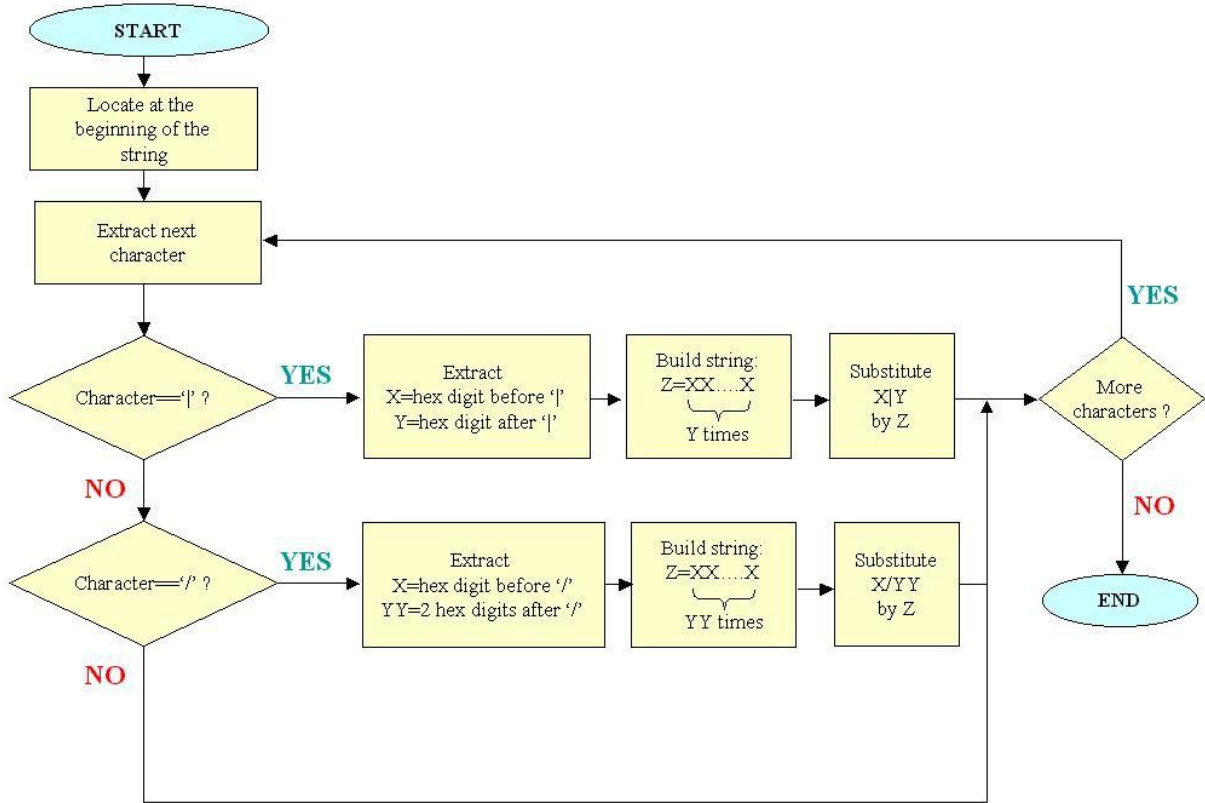 START
Locate at the
beginning of the
string
Extract next
character
YES
Character==‘|’ ?
YES
Extract
X=hex digit before ‘|’
Y=hex digit after ‘|’
Build string:
Z=XX....X
Y times
Substitute
X|Y
by Z
More
characters ?
NO
NO
Character==‘/’ ?
YES
Extract
X=hex digit before ‘/’
YY=2 hex digits after ‘/’
Build string:
Z=XX....X
YY times
Substitute
X/YY
by Z
END
NO